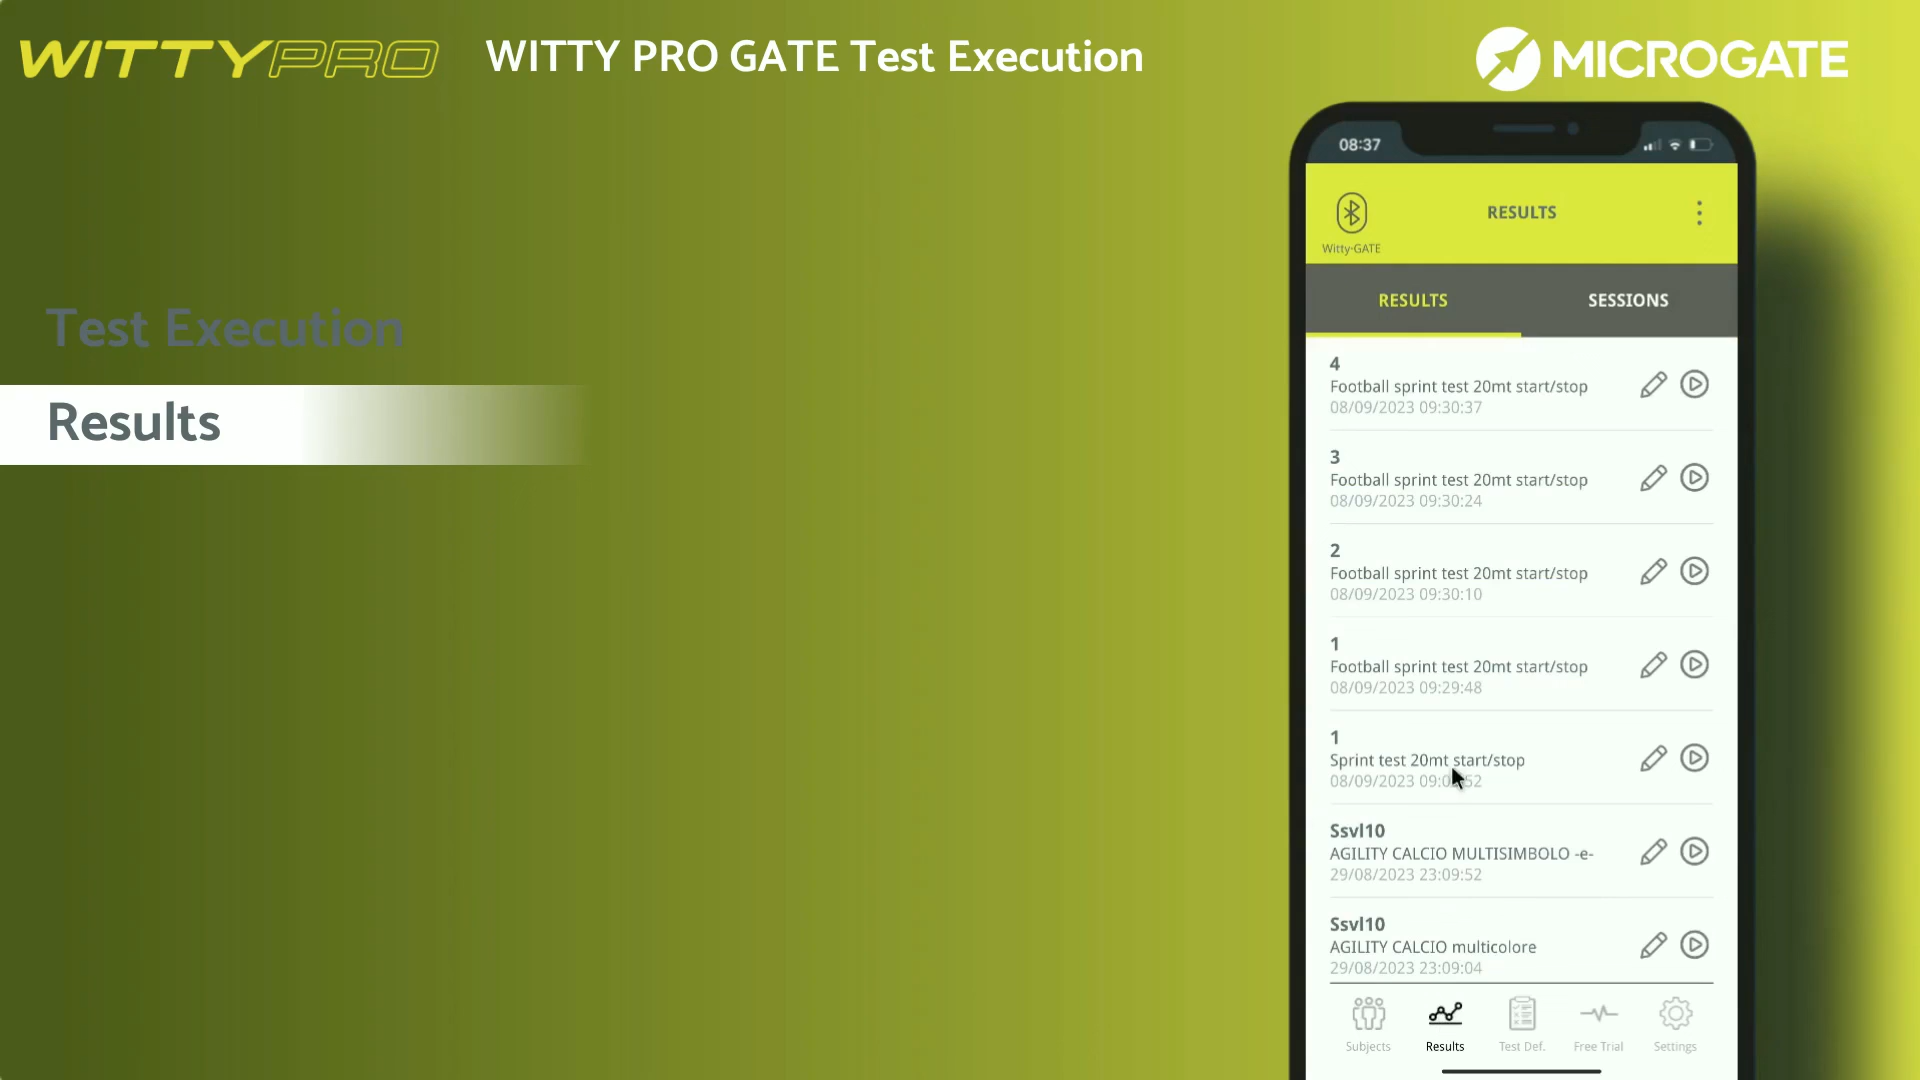 WITTYPRO
WITTY PRO GATE Test Execution
MICROGATE
Test Execution
Results
08:37
Witty-GATE
RESULTS
RESULTS
SESSIONS
4
Football sprint test 20mt start/stop
08/09/2023 09:30:37
3
Football sprint test 20mt start/stop
08/09/2023 09:30:24
2
Football sprint test 20mt start/stop
08/09/2023 09:30:10
1
Football sprint test 20mt start/stop
08/09/2023 09:29:48
1
Sprint test 20mt start/stop
08/09/2023
Ssvl10
AGILITY CALCIO MULTISIMBOLO -e-
29/08/2023 23:09:52
Ssvl10
AGILITY CALCIO multicolore
29/08/2023 23:09:04
Subjects
Results
Test Def.
Free Trial
Settings